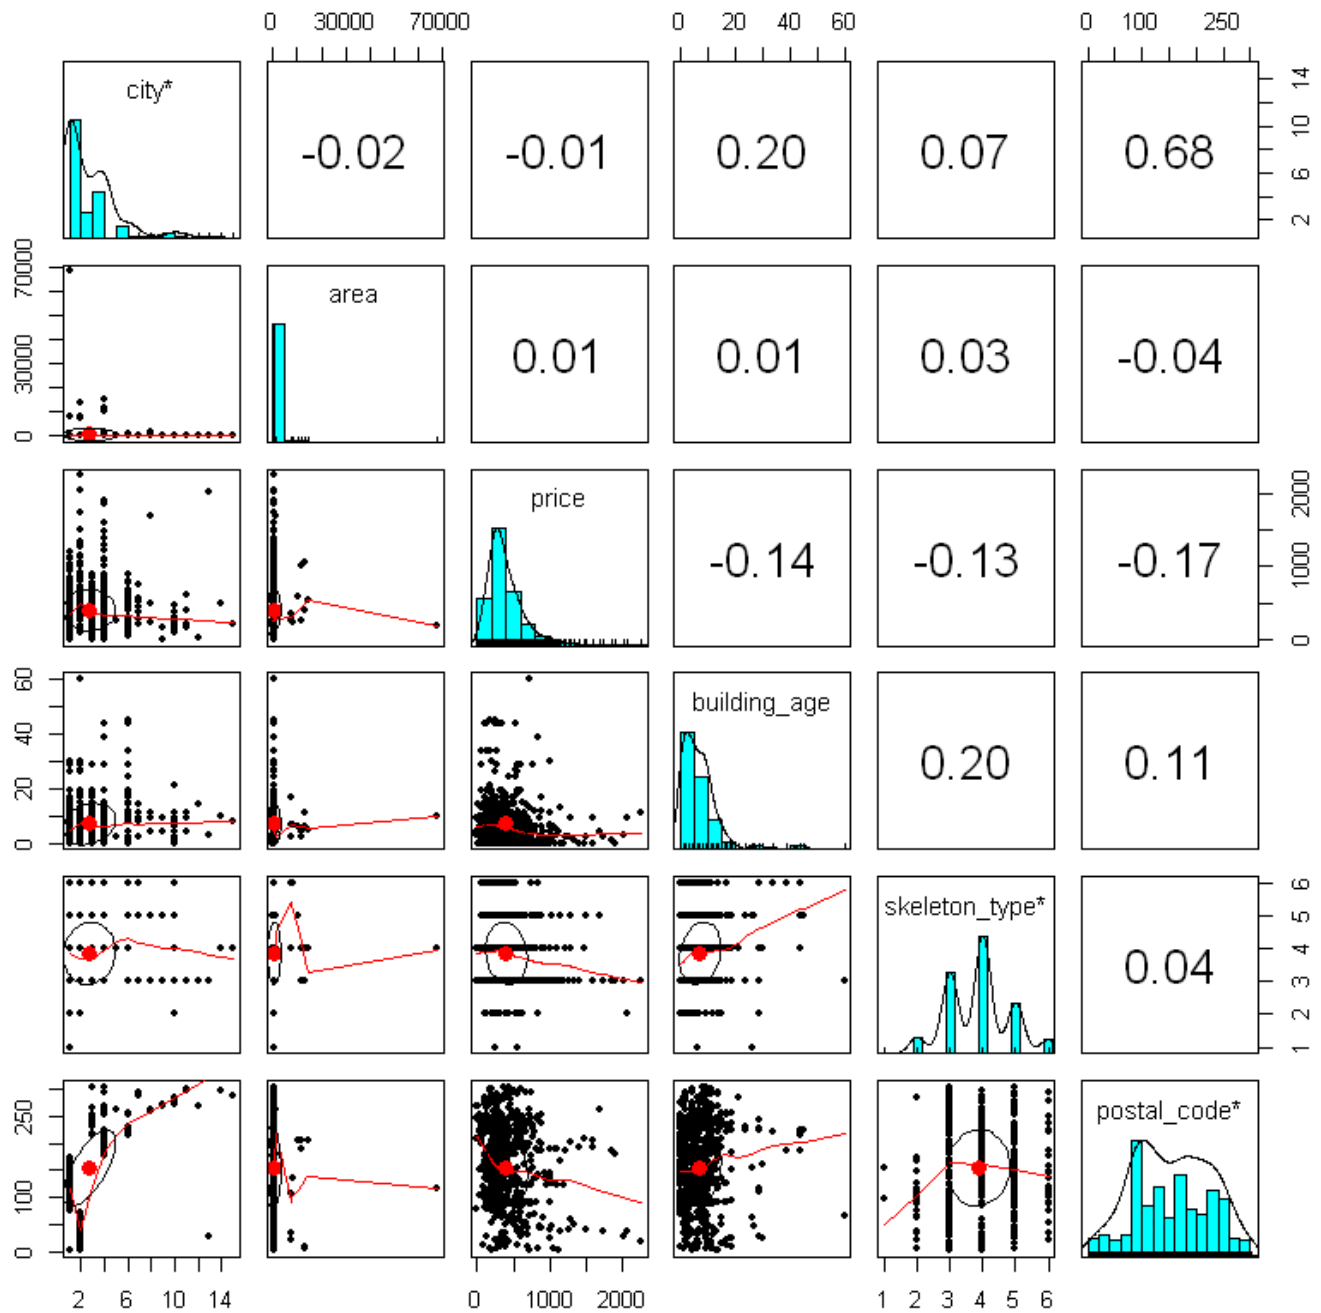 0 30000 70000 0 20 40 60 0 100 250
city* -0.02 -0.01 0.20 0.07 0.68 2 6 10 14
0 30000 70000 area 0.01 0.01 0.03 -0.04
price -0.14 -0.13 -0.17 0 1000 2000
0 20 40 60 building_age 0.20 0.11
skeleton_type* 0.04 1 2 3 4 5 6
0 100 250 postal_code*
2 6 10 14 0 1000 2000 1 2 3 4 5 6